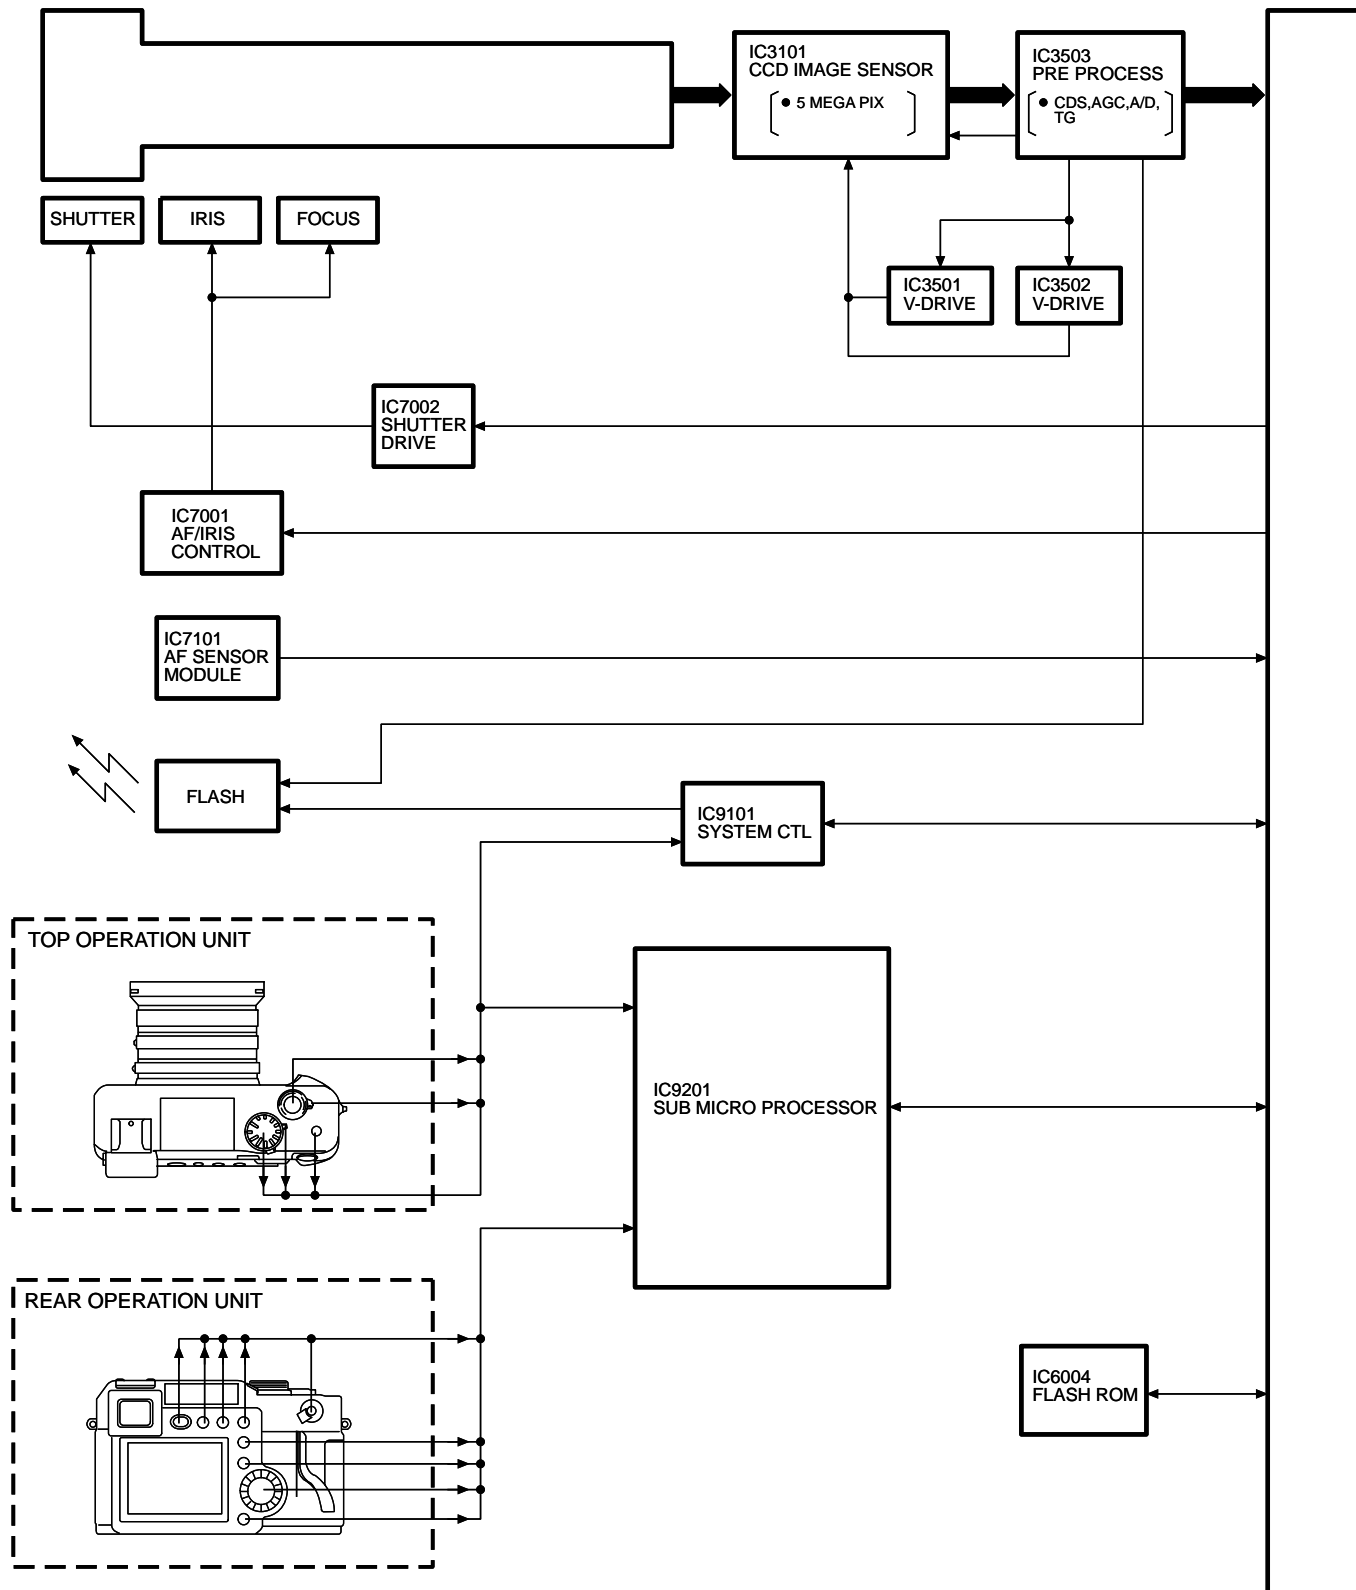 IC3101
CCD IMAGE SENSOR
● 5 MEGA PIX
IC3503
PRE PROCESS
● CDS,AGC,A/D,
TG
SHUTTER
IRIS
FOCUS
IC3501
V-DRIVE
IC3502
V-DRIVE
IC7002
SHUTTER
DRIVE
IC7001
AF/IRIS
CONTROL
IC7101
AF SENSOR
MODULE
FLASH
IC9101
SYSTEM CTL
TOP OPERATION UNIT
IC9201
SUB MICRO PROCESSOR
REAR OPERATION UNIT
IC6004
FLASH ROM